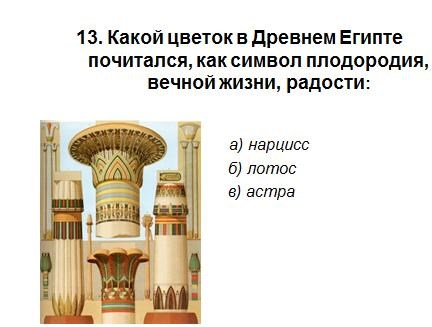 13. Какой цветок в Древнем Египте
почитался, как символ плодородия,
вечной жизни, радости:
а) нарцисс
б) лотос
в) астра